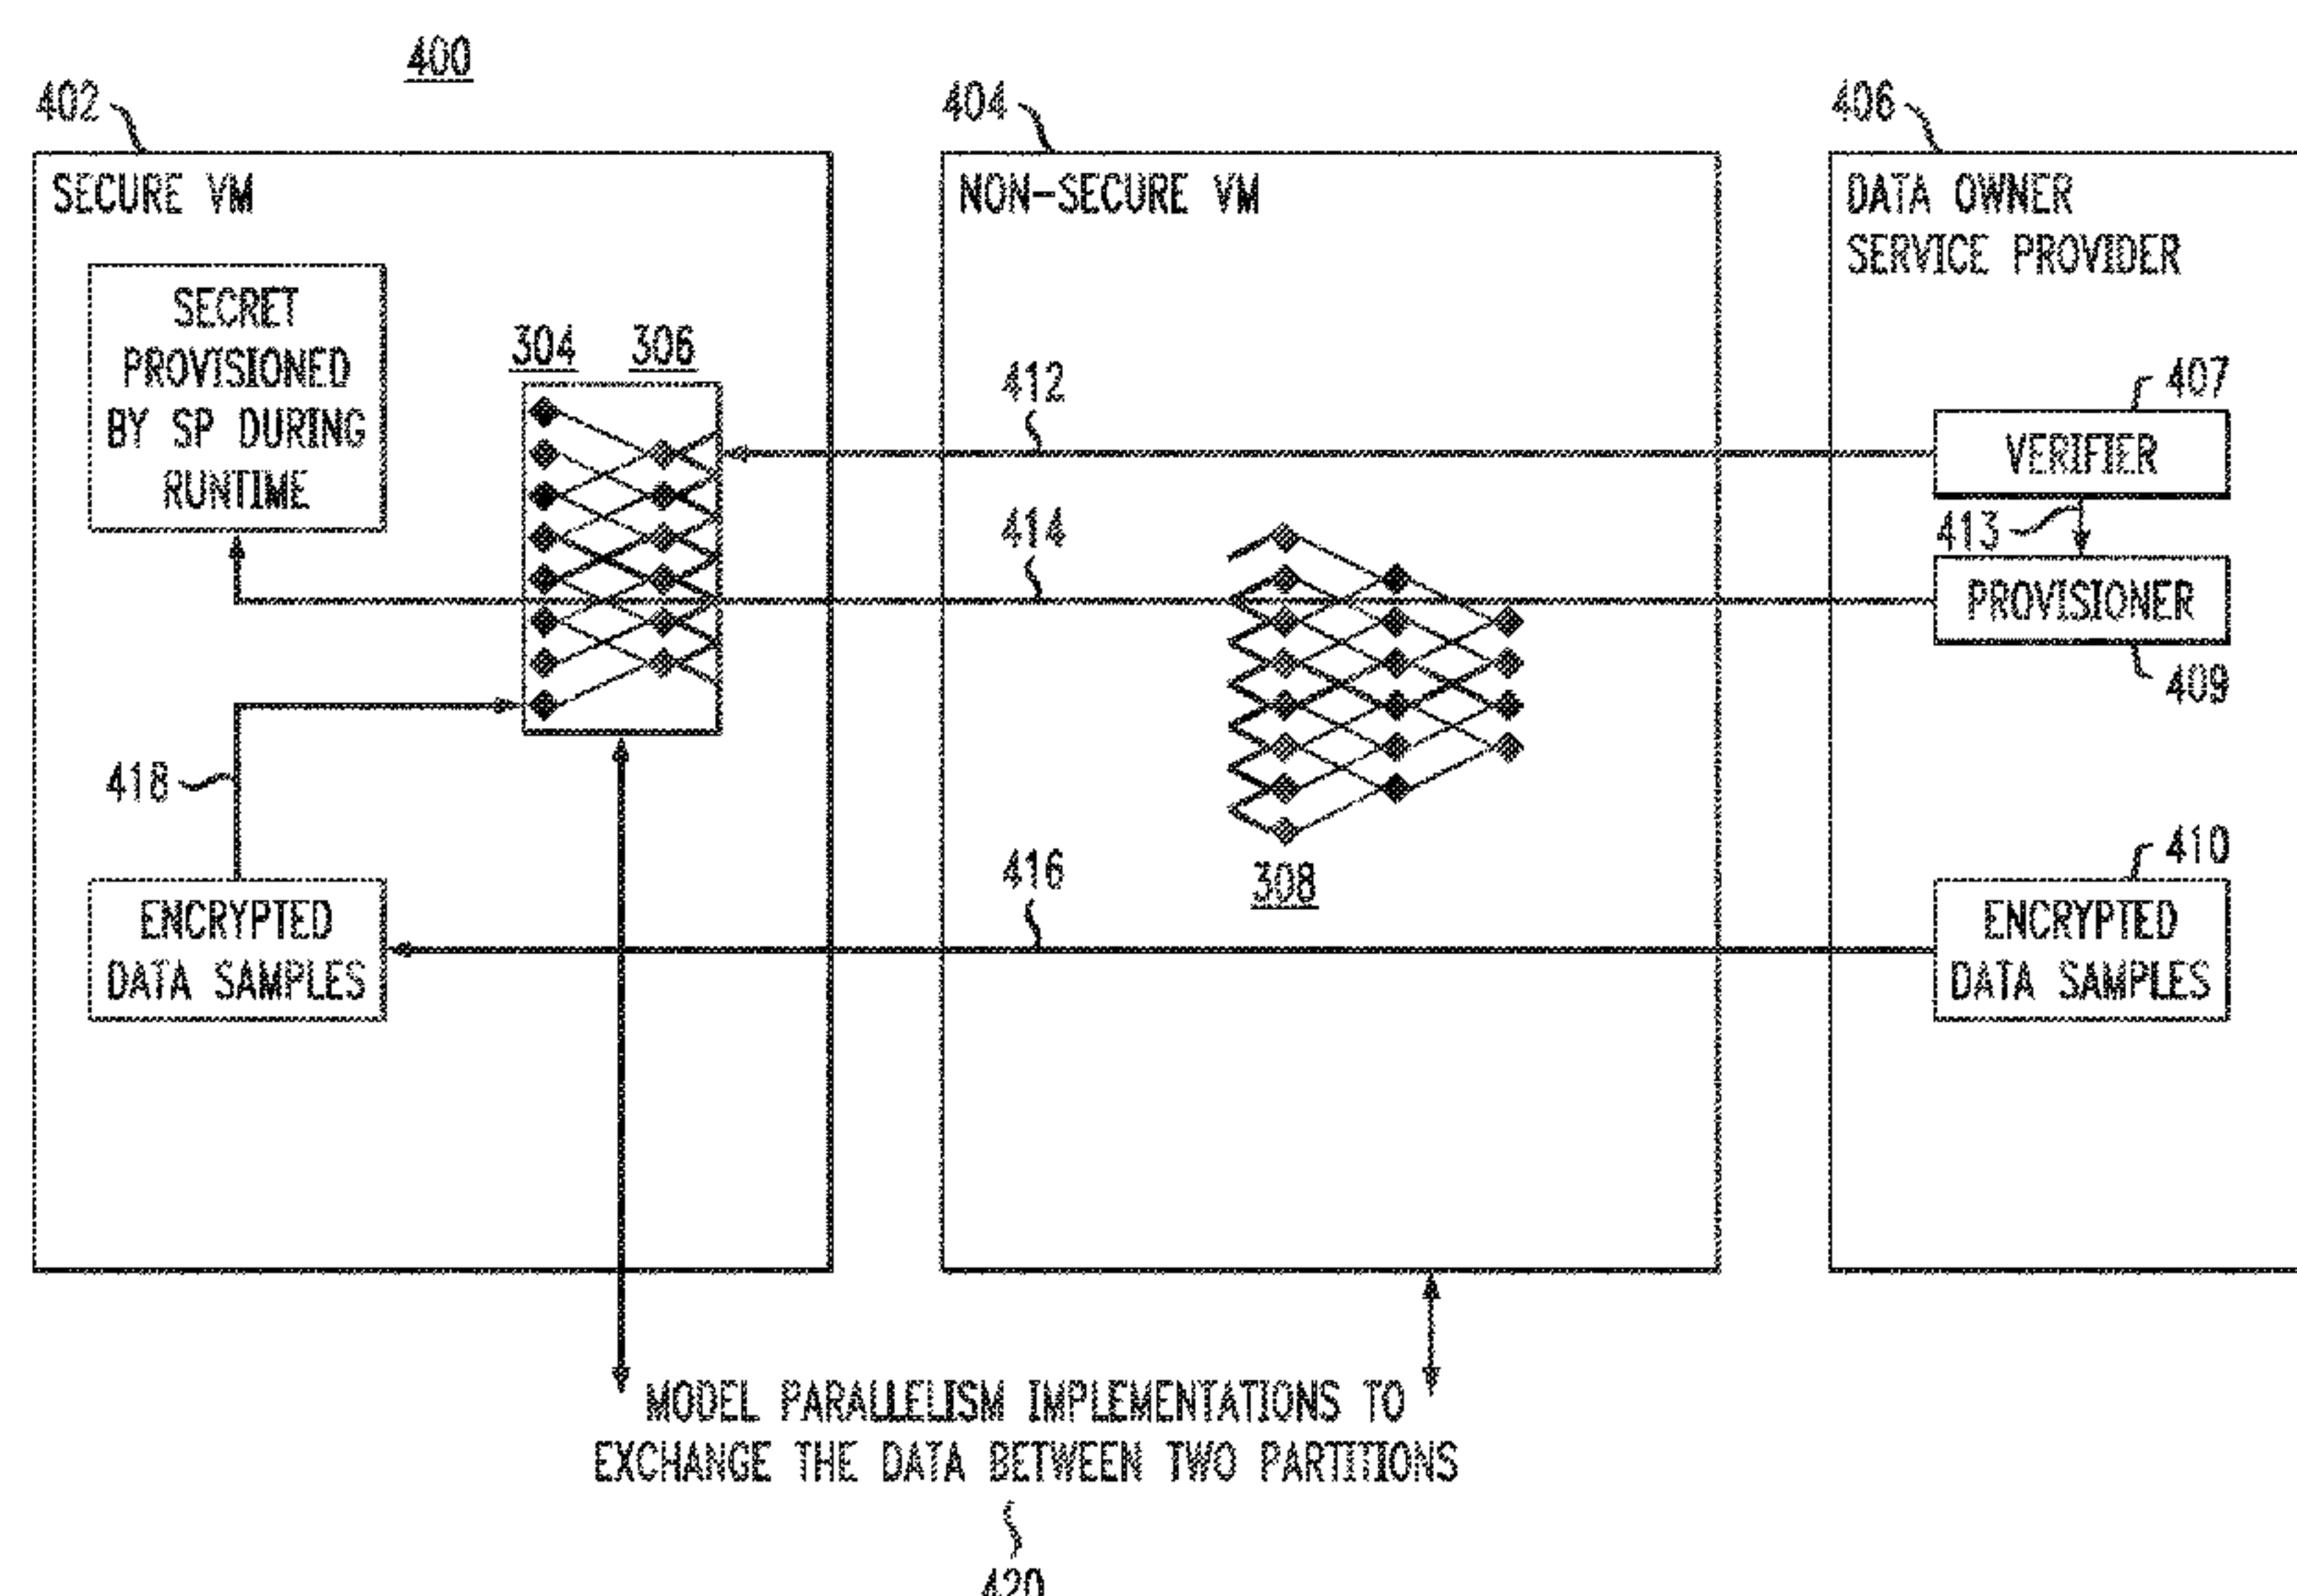 400
402
404
406
SECURE VM
NON-SECURE VM
DATA OWNER
SERVICE PROVIDER
SECRET
PROVISIONED
BY SP DURING
RUNTIME
304
306
412
407
VERIFIER
414
413
PROVISIONER
409
418
416
308
410
ENCRYPTED
DATA SAMPLES
ENCRYPTED
DATA SAMPLES
MODEL PARALLELISM IMPLEMENTATIONS TO
EXCHANGE THE DATA BETWEEN TWO PARTITIONS
420